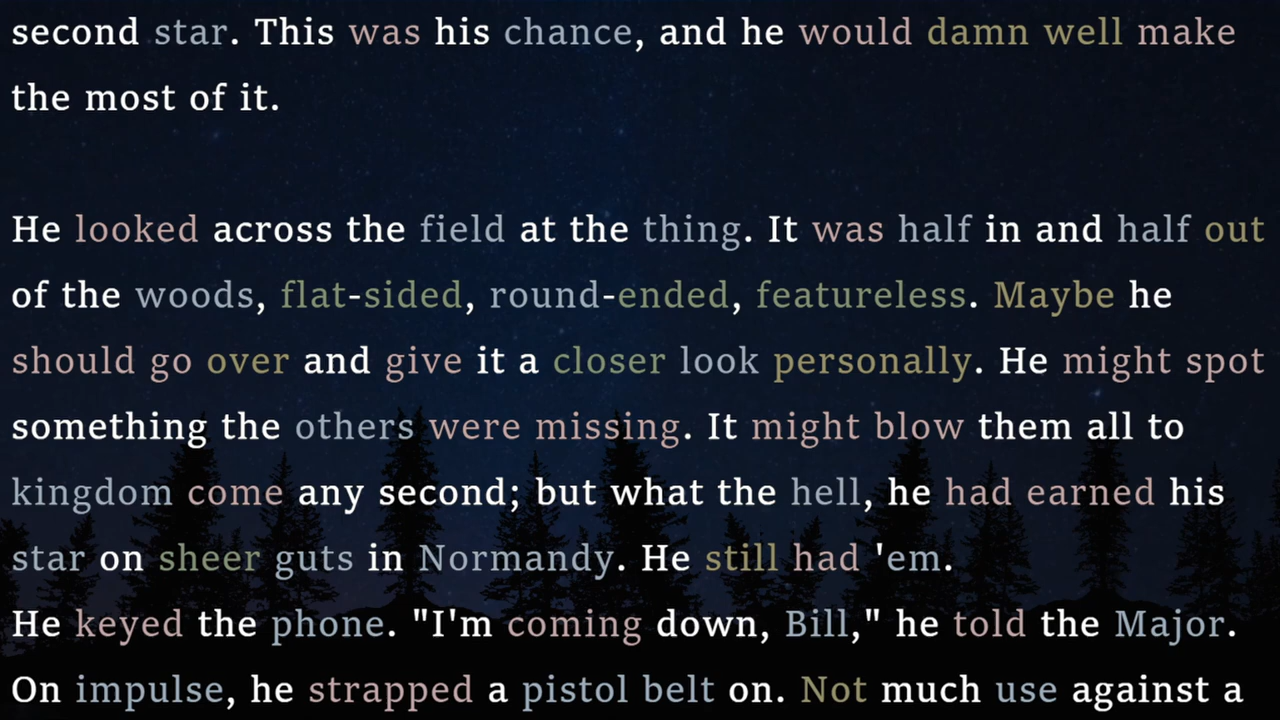 second star. This was his chance, and he would damn well make
the most of it.
He looked across the field at the thing. It was half in and half out
of the woods, flat-sided, round-ended, featureless. Maybe he
should go over and give it a closer look personally. He might spot
something the others were missing. It might blow them all to
kingdom come any second; but what the hell, he had earned his
star on sheer guts in Normandy. He still had 'em.
He keyed the phone. "I'm coming down, Bill," he told the Major.
On impulse, he strapped a pistol belt on. Not much use against a